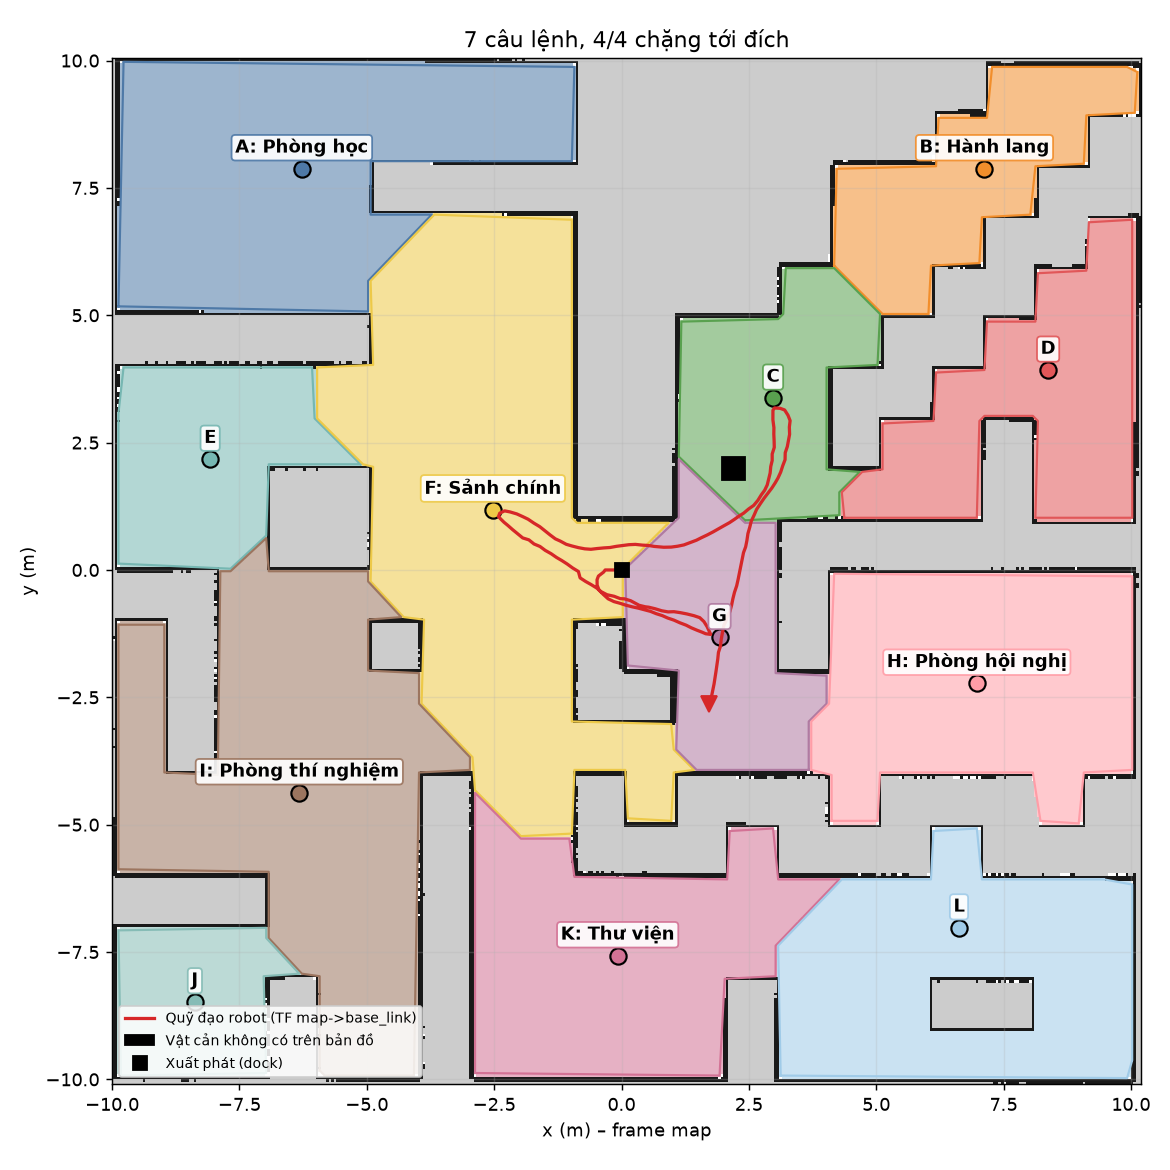 7 câu lệnh, 4/4 chặng tới đích
10.0
7.5
5.0
2.5
0.0
−2.5
−5.0
−7.5
−10.0
y (m)
A: Phòng học
B: Hành lang
D
C
E
F: Sảnh chính
G
H: Phòng hội nghị
I: Phòng thí nghiệm
L
K: Thư viện
J
Quỹ đạo robot (TF map->base_link)
Vật cản không có trên bản đồ
Xuất phát (dock)
−10.0 −7.5 −5.0 −2.5 0.0 2.5 5.0 7.5 10.0
x (m) – frame map